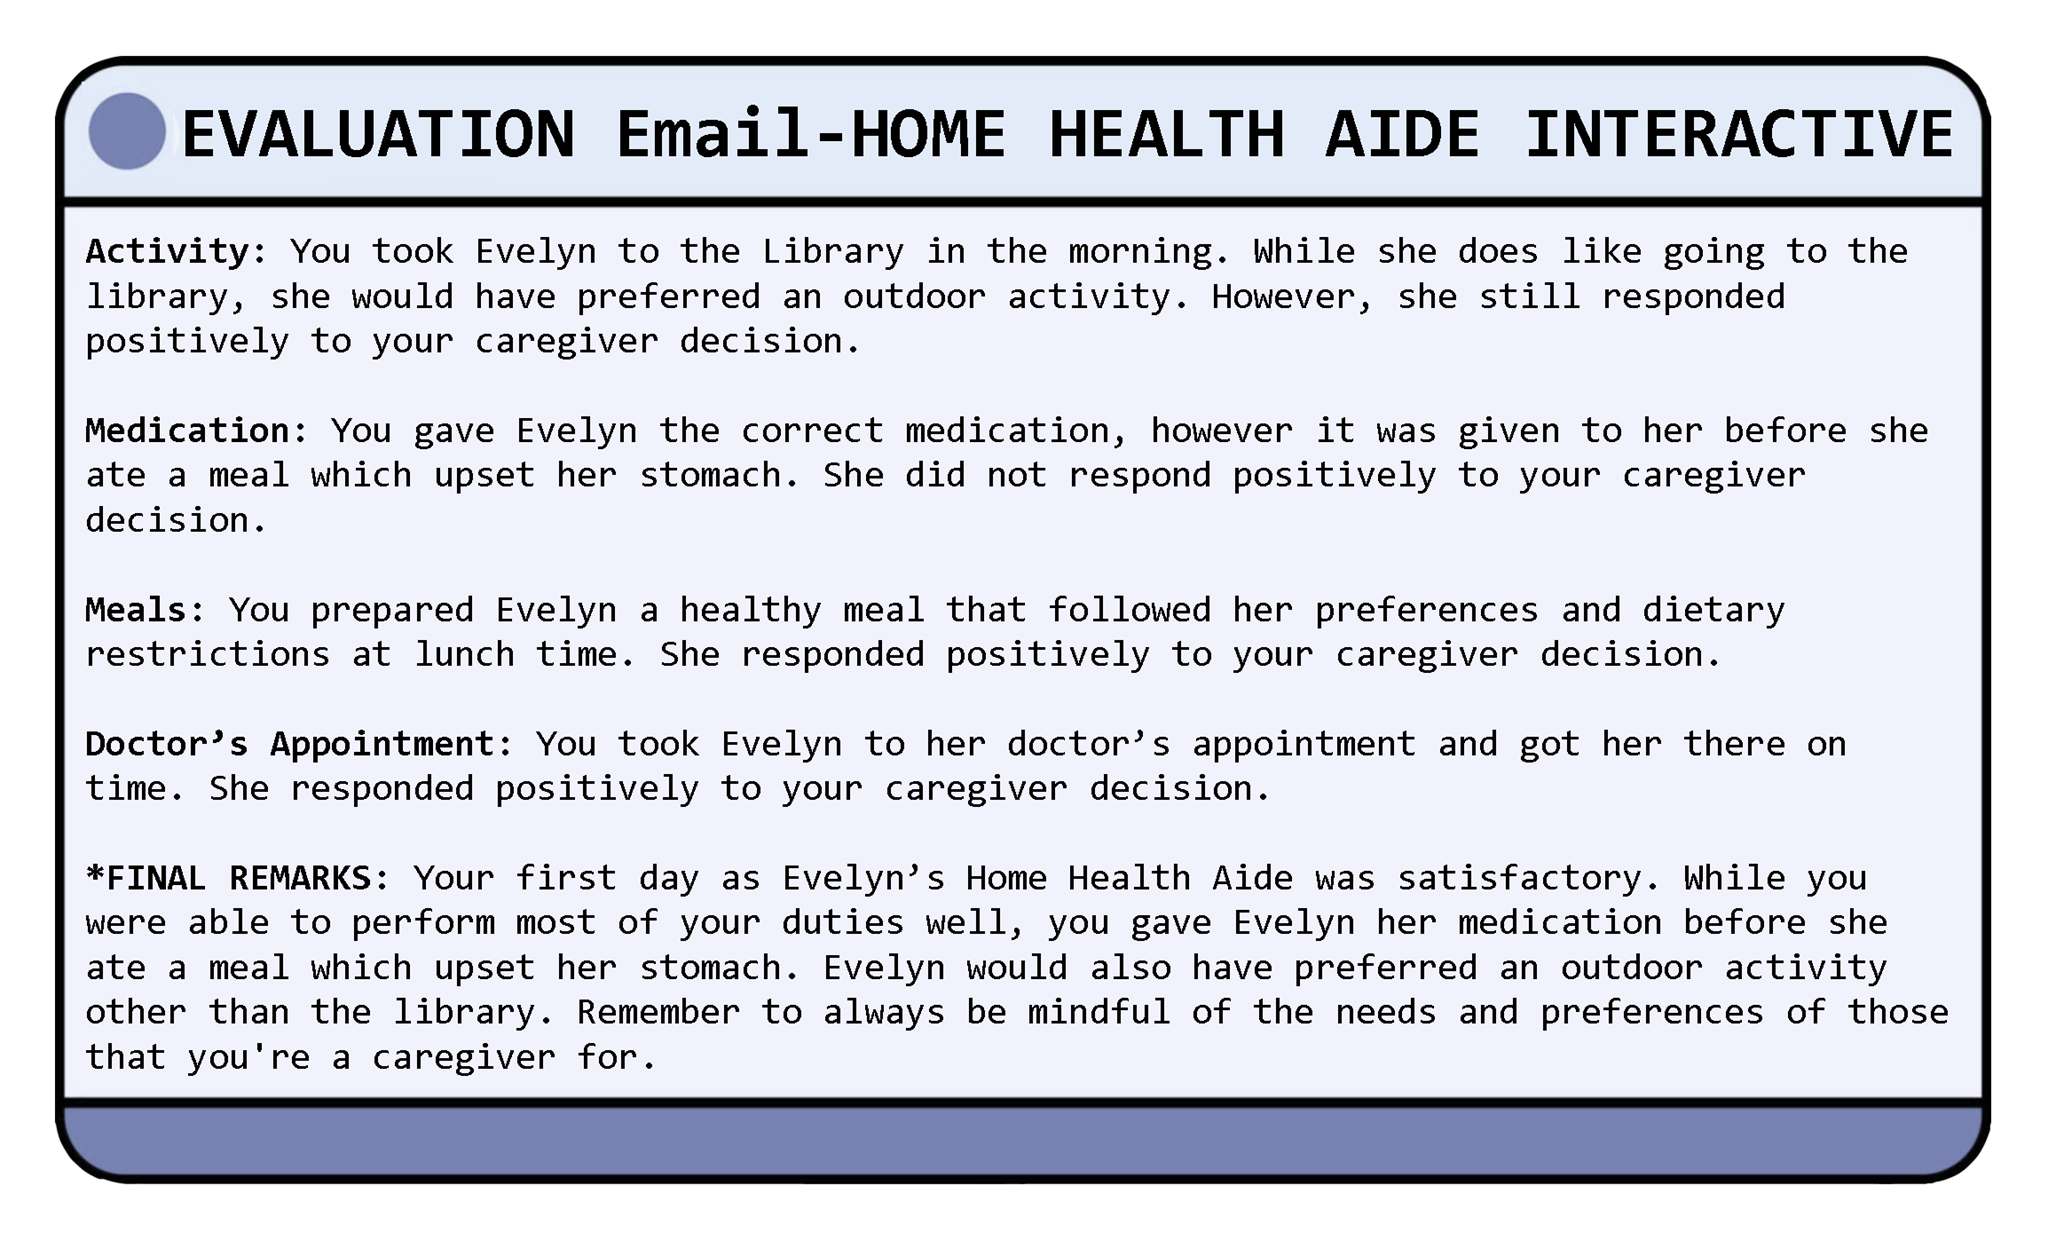 EVALUATION Email-HOME HEALTH AIDE INTERACTIVE
Activity: You took Evelyn to the Library in the morning. While she does like going to the
library, she would have preferred an outdoor activity. However, she still responded
positively to your caregiver decision.
Medication: You gave Evelyn the correct medication, however it was given to her before she
ate a meal which upset her stomach. She did not respond positively to your caregiver
decision.
Meals: You prepared Evelyn a healthy meal that followed her preferences and dietary
restrictions at lunch time. She responded positively to your caregiver decision.
Doctor’s Appointment: You took Evelyn to her doctor’s appointment and got her there on
time. She responded positively to your caregiver decision.
*FINAL REMARKS: Your first day as Evelyn’s Home Health Aide was satisfactory. While you
were able to perform most of your duties well, you gave Evelyn her medication before she
ate a meal which upset her stomach. Evelyn would also have preferred an outdoor activity
other than the library. Remember to always be mindful of the needs and preferences of those
that you're a caregiver for.